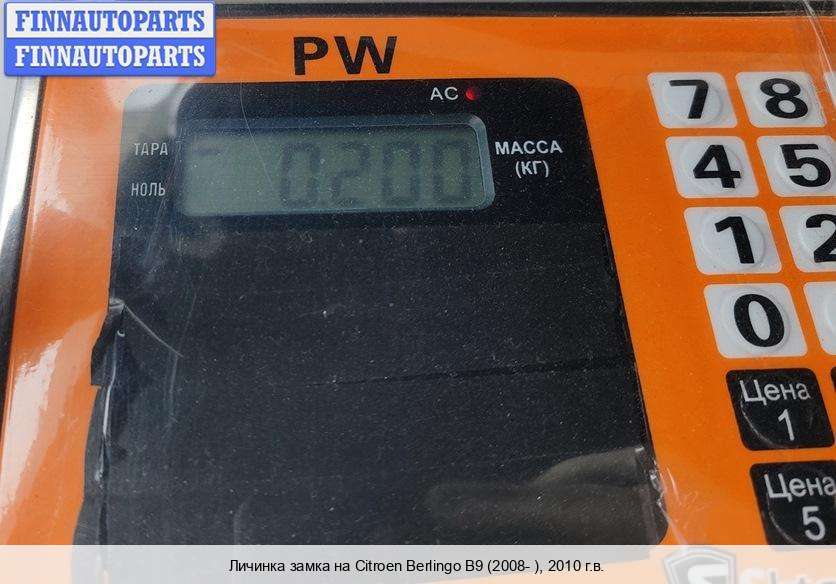 FINNAUTOPARTS
FINNAUTOPARTS
PW
AC
7 8
ТАРА
0.200
МАССА
(КГ)
4 5
НОЛЬ
1 2
0
Цена
1
Цена
5
Личинка замка на Citroen Berlingo B9 (2008- ), 2010 г.в.